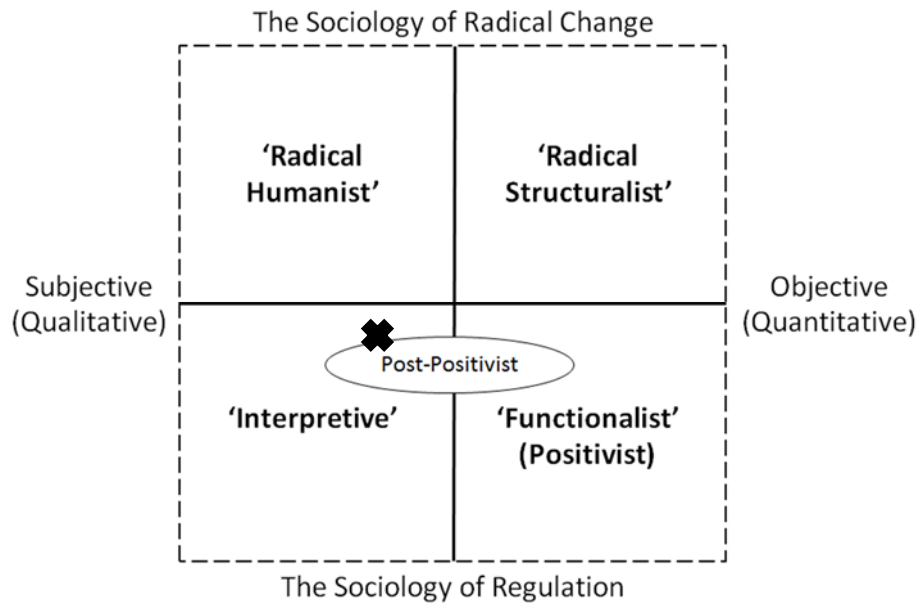 The Sociology of Radical Change
‘Radical
Humanist’
‘Radical
Structuralist’
Subjective
(Qualitative)
Objective
(Quantitative)
Post-Positivist
‘Interpretive’
‘Functionalist’
(Positivist)
The Sociology of Regulation